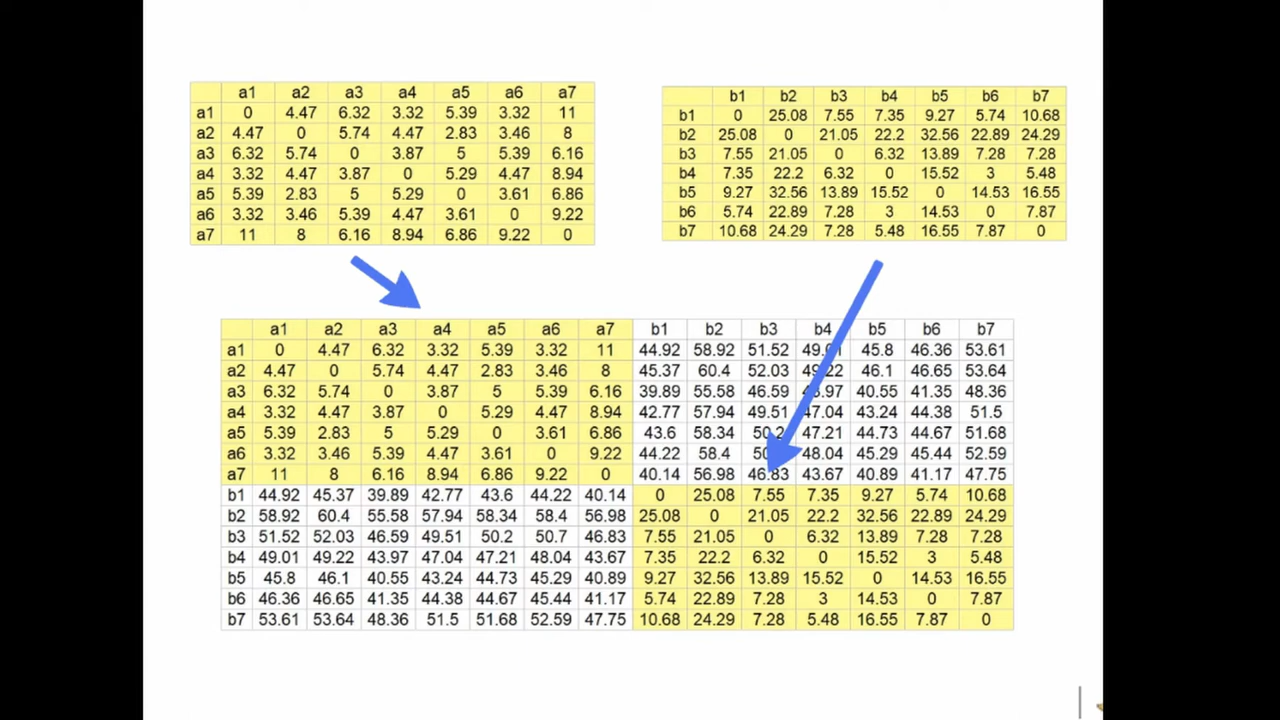 a1 a2 a3 a4 a5 a6 a7
a1 0 4.47 6.32 3.32 5.39 3.32 11
a2 4.47 0 5.74 4.47 2.83 3.46 8
a3 6.32 5.74 0 3.87 5 5.39 6.16
a4 3.32 4.47 3.87 0 5.29 4.47 8.94
a5 5.39 2.83 5 5.29 0 3.61 6.86
a6 3.32 3.46 5.39 4.47 3.61 0 9.22
a7 11 8 6.16 8.94 6.86 9.22 0
b1 b2 b3 b4 b5 b6 b7
b1 0 25.08 7.55 7.35 9.27 5.74 10.68
b2 25.08 0 21.05 22.2 32.56 22.89 24.29
b3 7.55 21.05 0 6.32 13.89 7.28 7.28
b4 7.35 22.2 6.32 0 15.52 3 5.48
b5 9.27 32.56 13.89 15.52 0 14.53 16.55
b6 5.74 22.89 7.28 3 14.53 0 7.87
b7 10.68 24.29 7.28 5.48 16.55 7.87 0
a1 a2 a3 a4 a5 a6 a7 b1 b2 b3 b4 b5 b6 b7
a1 0 4.47 6.32 3.32 5.39 3.32 11 44.92 58.92 51.52 49.01 45.8 46.36 53.61
a2 4.47 0 5.74 4.47 2.83 3.46 8 45.37 60.4 52.03 49.22 46.1 46.65 53.64
a3 6.32 5.74 0 3.87 5 5.39 6.16 39.89 55.58 46.59 43.97 40.55 41.35 48.36
a4 3.32 4.47 3.87 0 5.29 4.47 8.94 42.77 57.94 49.51 47.04 43.24 44.38 51.5
a5 5.39 2.83 5 5.29 0 3.61 6.86 43.6 58.34 50.2 47.21 44.73 44.67 51.68
a6 3.32 3.46 5.39 4.47 3.61 0 9.22 44.22 58.4 48.04 45.29 45.44 52.59
a7 11 8 6.16 8.94 6.86 9.22 0 40.14 56.98 46.83 43.67 40.89 41.17 47.75
b1 44.92 45.37 39.89 42.77 43.6 44.22 40.14 0 25.08 7.55 7.35 9.27 5.74 10.68
b2 58.92 60.4 55.58 57.94 58.34 58.4 56.98 25.08 0 21.05 22.2 32.56 22.89 24.29
b3 51.52 52.03 46.59 49.51 50.2 50.7 46.83 7.55 21.05 0 6.32 13.89 7.28 7.28
b4 49.01 49.22 43.97 47.04 47.21 48.04 43.67 7.35 22.2 6.32 0 15.52 3 5.48
b5 45.8 46.1 40.55 43.24 44.73 45.29 40.89 9.27 32.56 13.89 15.52 0 14.53 16.55
b6 46.36 46.65 41.35 44.38 44.67 45.44 41.17 5.74 22.89 7.28 3 14.53 0 7.87
b7 53.61 53.64 48.36 51.5 51.68 52.59 47.75 10.68 24.29 7.28 5.48 16.55 7.87 0